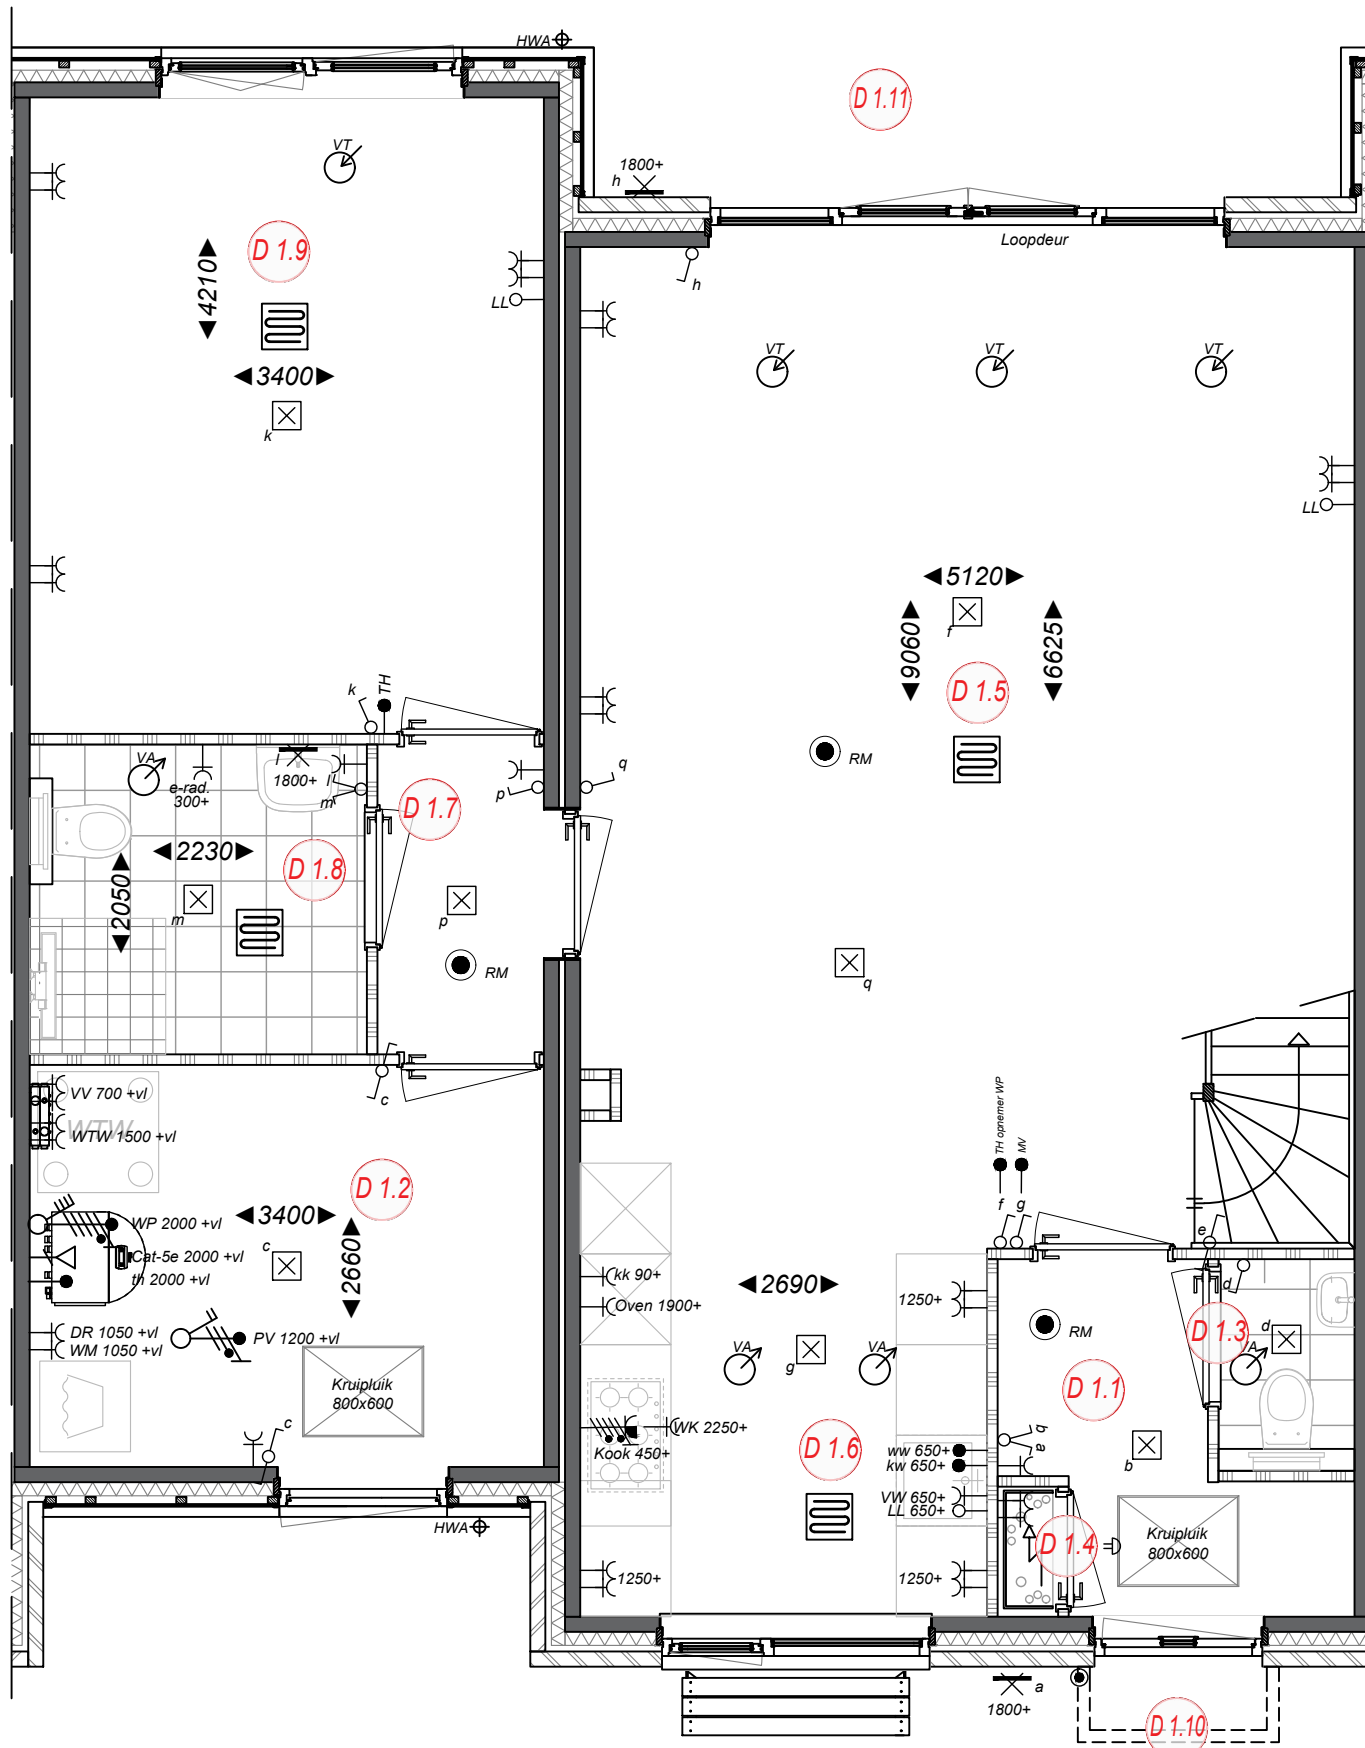 HWA
D 1.11
VT
1800+
h
D 1.9
4210
Loopdeur
h
LL
3400
k
VT
VT
VT
LL
5120
f
9060
6625
D 1.5
k
TH
RM
VA
l
e-rad.
300+
1800+
l
m
p
q
D 1.7
2230
D 1.8
2050
m
p
RM
q
c
VV 700 +vl
WTW
WTW 1500 +vl
TH opnemer WP
MV
D 1.2
3400
WP 2000 +vl
f
g
e
c
Cat-5e 2000 +vl
2660
th 2000 +vl
kk 90+
Oven 1900+
2690
1250+
d
DR 1050 +vl
PV 1200 +vl
WM 1050 +vl
RM
D 1.3
d
VA
VA
g
VA
Kruipluik
800x600
D 1.1
c
WK 2250+
Kook 450+
D 1.6
ww 650+
kw 650+
b
a
b
VW 650+
LL 650+
HWA
D 1.4
Kruipluik
800x600
1250+
1250+
a
1800+
D 1.10